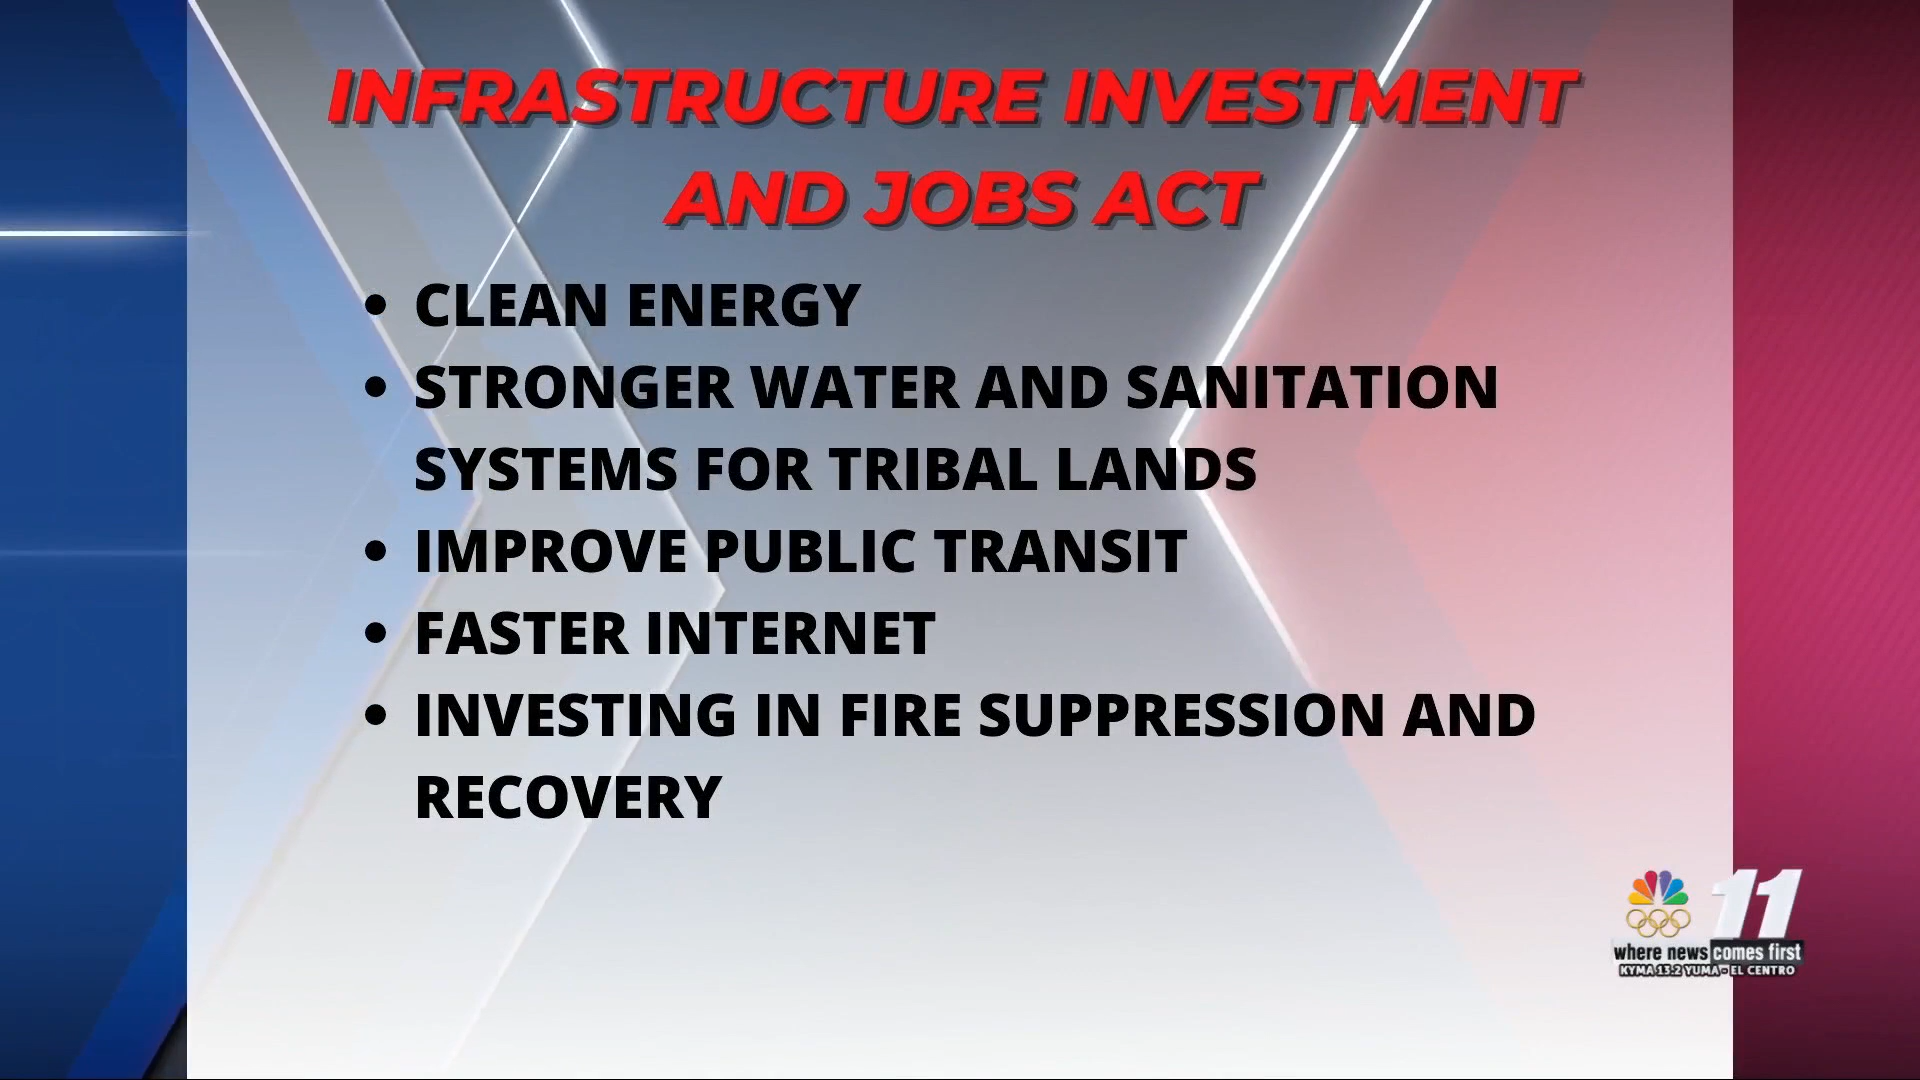 INFRASTRUCTURE INVESTMENT
AND JOBS ACT
• CLEAN ENERGY
• STRONGER WATER AND SANITATION
SYSTEMS FOR TRIBAL LANDS
• IMPROVE PUBLIC TRANSIT
• FASTER INTERNET
• INVESTING IN FIRE SUPPRESSION AND
RECOVERY
11
where news comes first
KYMA 13.2 YUMA - EL CENTRO